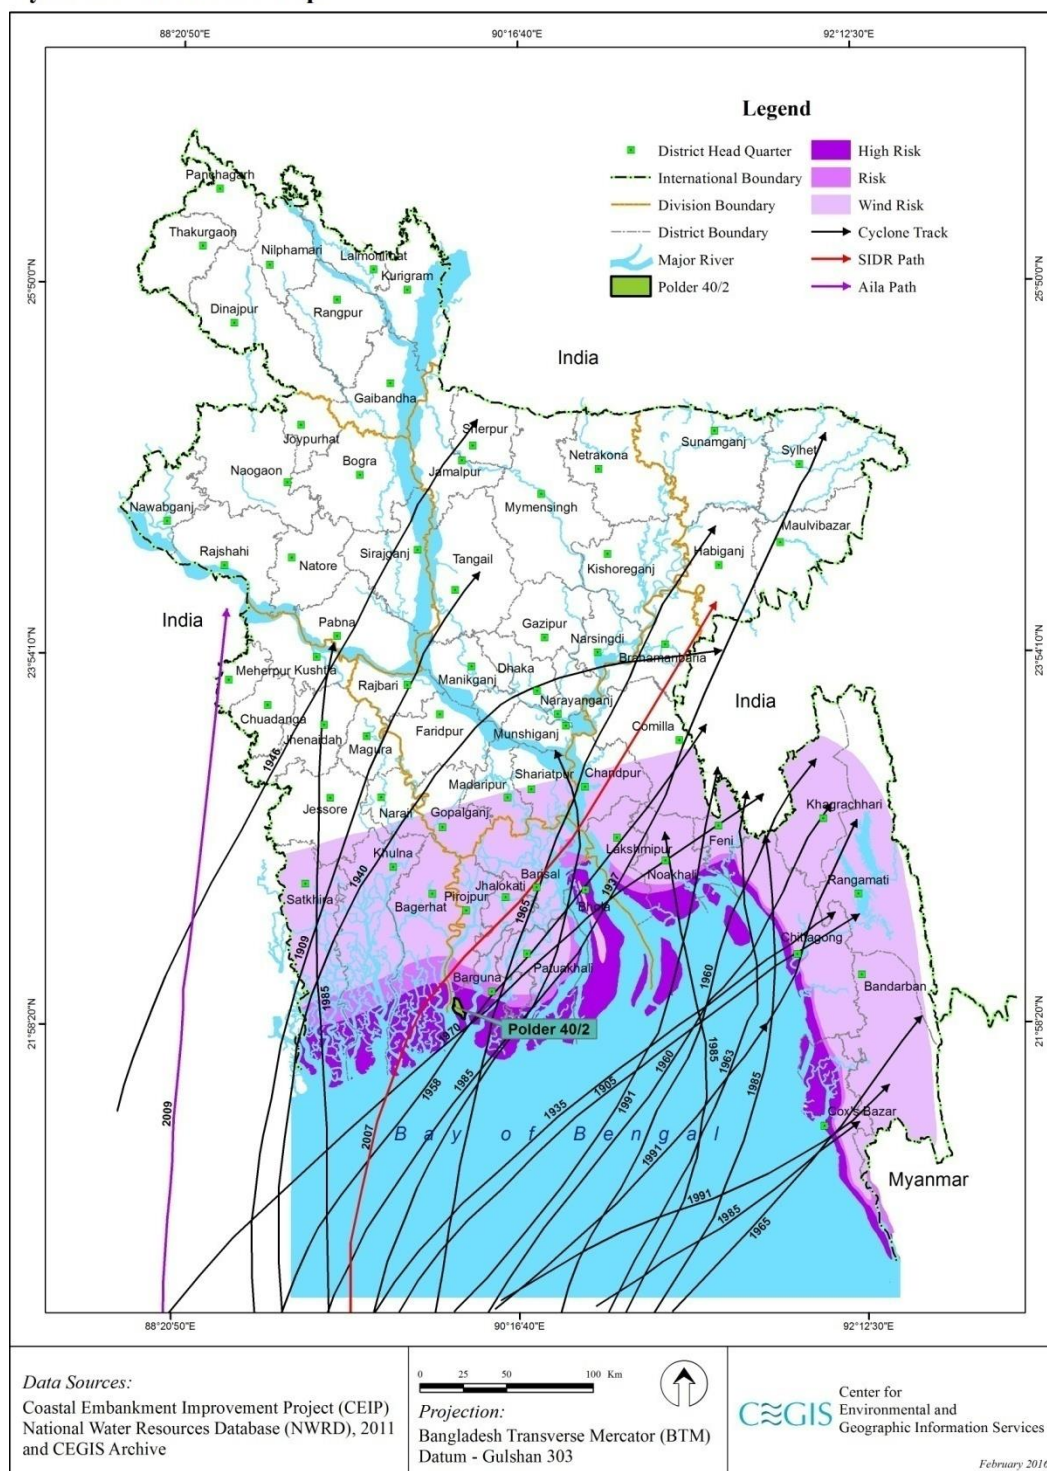 88°20'50"E
90°16'40"E
92°12'30"E
Legend
District Head Quarter
International Boundary
Division Boundary
District Boundary
Major River
Polder 40/2
High Risk
Risk
Wind Risk
Cyclone Track
SIDR Path
Aila Path
25°50'0"N
25°50'0"N
Panchagarh
Thakurgaon
Nilphamari
Lalmonirhat
Kurigram
Dinajpur
Rangpur
India
Gaibandha
Joypurhat
Sherpur
Sunamganj
Sylhet
Naogaon
Bogra
Jamalpur
Netrakona
Nawabganj
Mymensingh
Maulvibazar
Rajshahi
Natore
Sirajganj
Tangail
Kishoreganj
Habiganj
India
Pabna
Gazipur
Narsingdi
Brahamanbaria
23°54'10"N
23°54'10"N
Meherpur
Kushtia
Rajbari
Manikganj
Dhaka
Chuadanga
Narayanganj
India
Jhenaidah
Magura
Faridpur
Munshiganj
Comilla
1946
Shariatpur
Chandpur
Jessore
Narail
Madaripur
Gopalganj
Khagrachhari
Khulna
1940
Lakshmipur
Feni
Noakhali
Satkhira
Bagerhat
Pirojpur
Jhalokati
Barisal
1965
1937
Bhola
Rangamati
1909
Chittagong
1985
Barguna
Patuakhali
1960
Bandarban
21°58'20"N
21°58'20"N
1970
Polder 40/2
1958
1985
1935
1905
1960
1985
1963
1985
2009
2007
1991
1991
Cox's Bazar
Bay of Bengal
Myanmar
1991
1985
1965
88°20'50"E
90°16'40"E
92°12'30"E
Data Sources:
Coastal Embankment Improvement Project (CEIP)
National Water Resources Database (NWRD), 2011
and CEGIS Archive
0 25 50 100 Km
Projection:
Bangladesh Transverse Mercator (BTM)
Datum - Gulshan 303
CEGIS
Center for
Environmental and
Geographic Information Services
February 2016